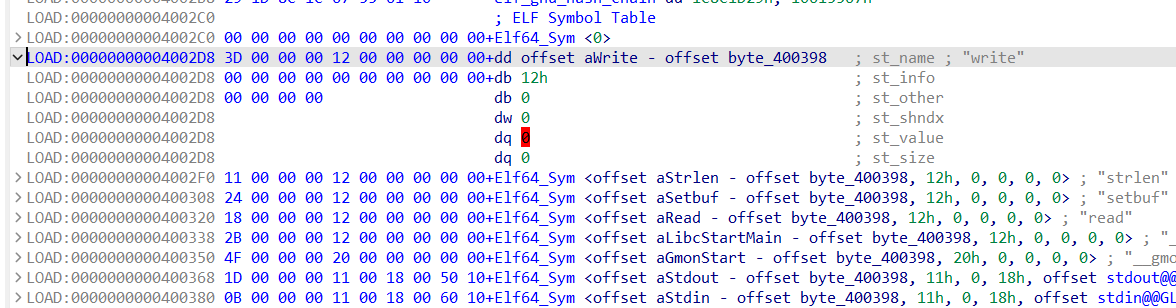 ; ELF Symbol Table
LOAD:00000000004002C0
LOAD:00000000004002C0 00 00 00 00 00 00 00 00 00 00 00+Elf64_Sym <0>
LOAD:00000000004002D8 3D 00 00 00 12 00 00 00 00 00 00+dd offset aWrite - offset byte_400398 ; st_name ; "write"
LOAD:00000000004002D8 00 00 00 00 00 00 00 00 00 00 00+db 12h ; st_info
LOAD:00000000004002D8 00 00 00 00 db 0 ; st_other
LOAD:00000000004002D8 dw 0 ; st_shndx
LOAD:00000000004002D8 dq 0 ; st_value
LOAD:00000000004002D8 dq 0 ; st_size
LOAD:00000000004002F0 11 00 00 00 12 00 00 00 00 00 00+Elf64_Sym <offset aStrlen - offset byte_400398, 12h, 0, 0, 0, 0> ; "strlen"
LOAD:0000000000400308 24 00 00 00 12 00 00 00 00 00 00+Elf64_Sym <offset aSetbuf - offset byte_400398, 12h, 0, 0, 0, 0> ; "setbuf"
LOAD:0000000000400320 18 00 00 00 12 00 00 00 00 00 00+Elf64_Sym <offset aRead - offset byte_400398, 12h, 0, 0, 0, 0> ; "read"
LOAD:0000000000400338 2B 00 00 00 12 00 00 00 00 00 00+Elf64_Sym <offset aLibcStartMain - offset byte_400398, 12h, 0, 0, 0, 0> ; "_
LOAD:0000000000400350 4F 00 00 00 20 00 00 00 00 00 00+Elf64_Sym <offset aGmonStart - offset byte_400398, 20h, 0, 0, 0, 0> ; "__gmo
LOAD:0000000000400368 1D 00 00 00 11 00 18 00 50 10+Elf64_Sym <offset aStdout - offset byte_400398, 11h, 0, 18h, offset stdout@@
LOAD:0000000000400380 0B 00 00 00 11 00 18 00 60 10+Elf64_Sym <offset aStdin - offset byte_400398, 11h, 0, 18h, offset stdin@@